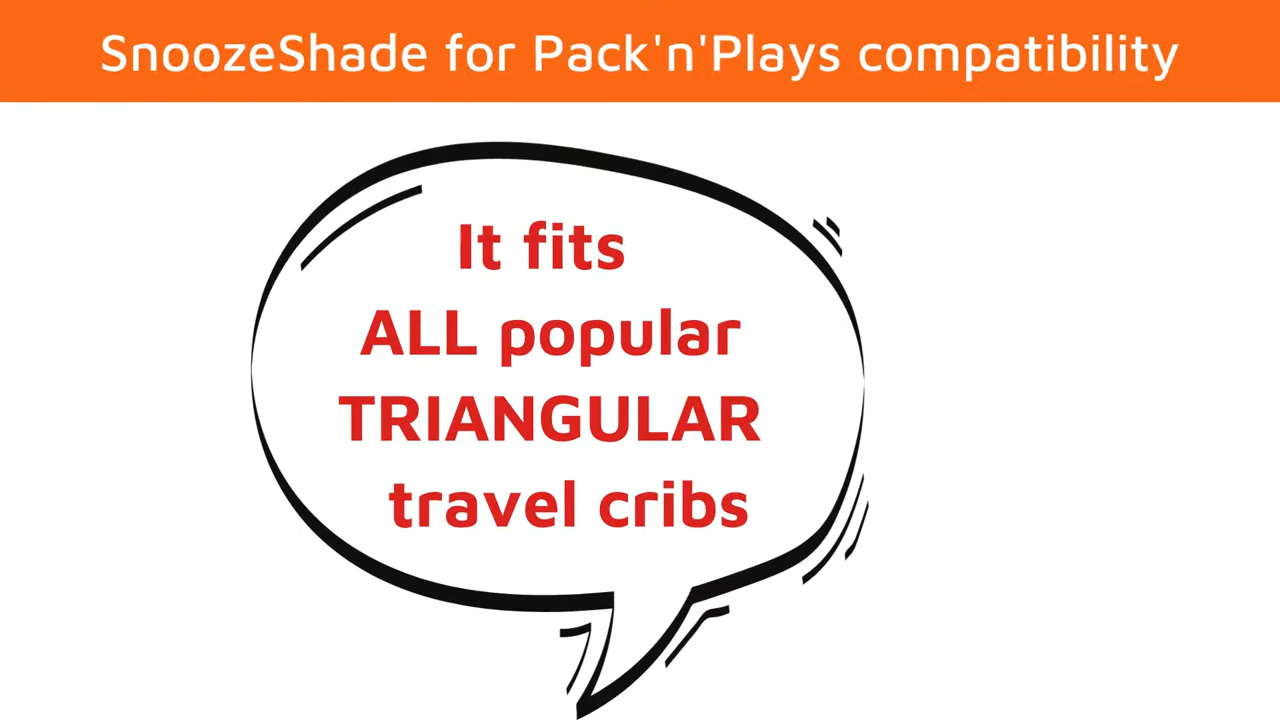 SnoozeShade for Pack'n'Plays compatibility
It fits
ALL popular
TRIANGULAR
travel cribs